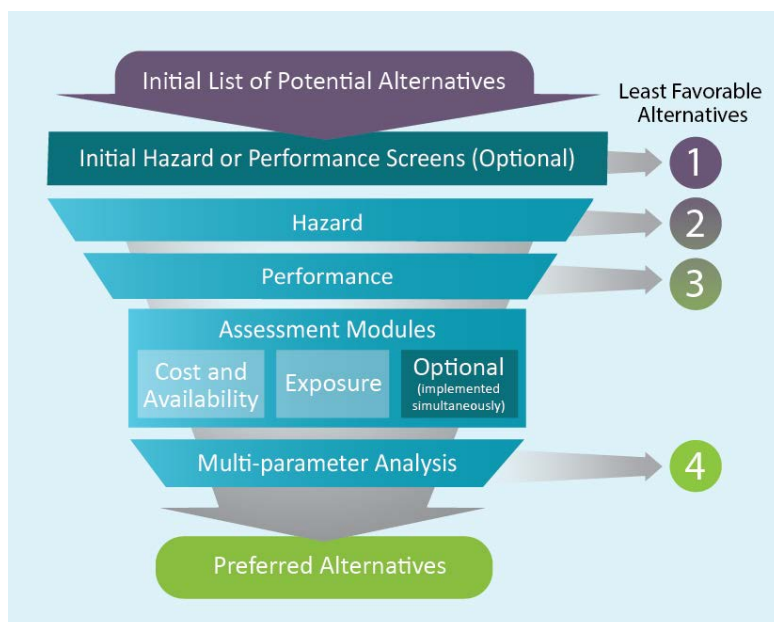 Initial List of Potential Alternatives
Least Favorable
Alternatives
Initial Hazard or Performance Screens (Optional)
1
Hazard
2
Performance
3
Assessment Modules
Cost and
Availability
Exposure
Optional
(implemented
simultaneously)
Multi-parameter Analysis
4
Preferred Alternatives